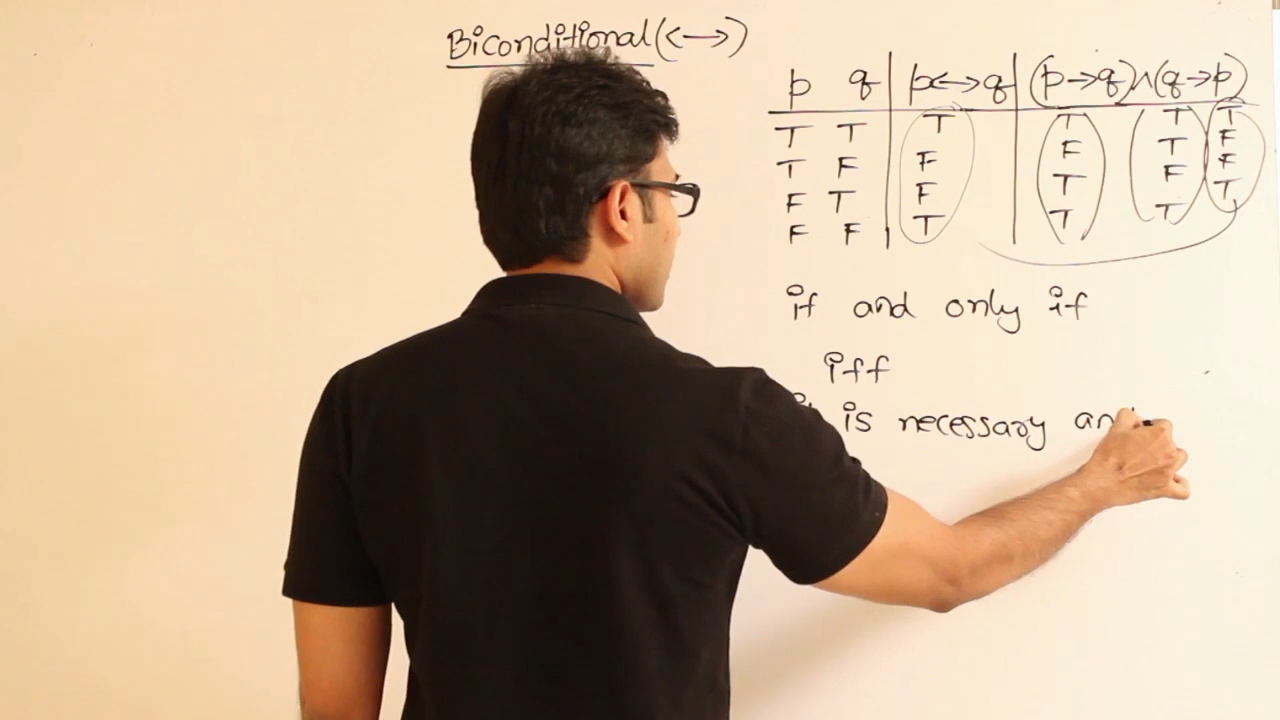 Biconditional (<->)
p q p<->q (p→q)∧(q→p)
T T T T T T
T F F F T F
F T F T F F
F F T T T T
if and only if
iff
is necessary an